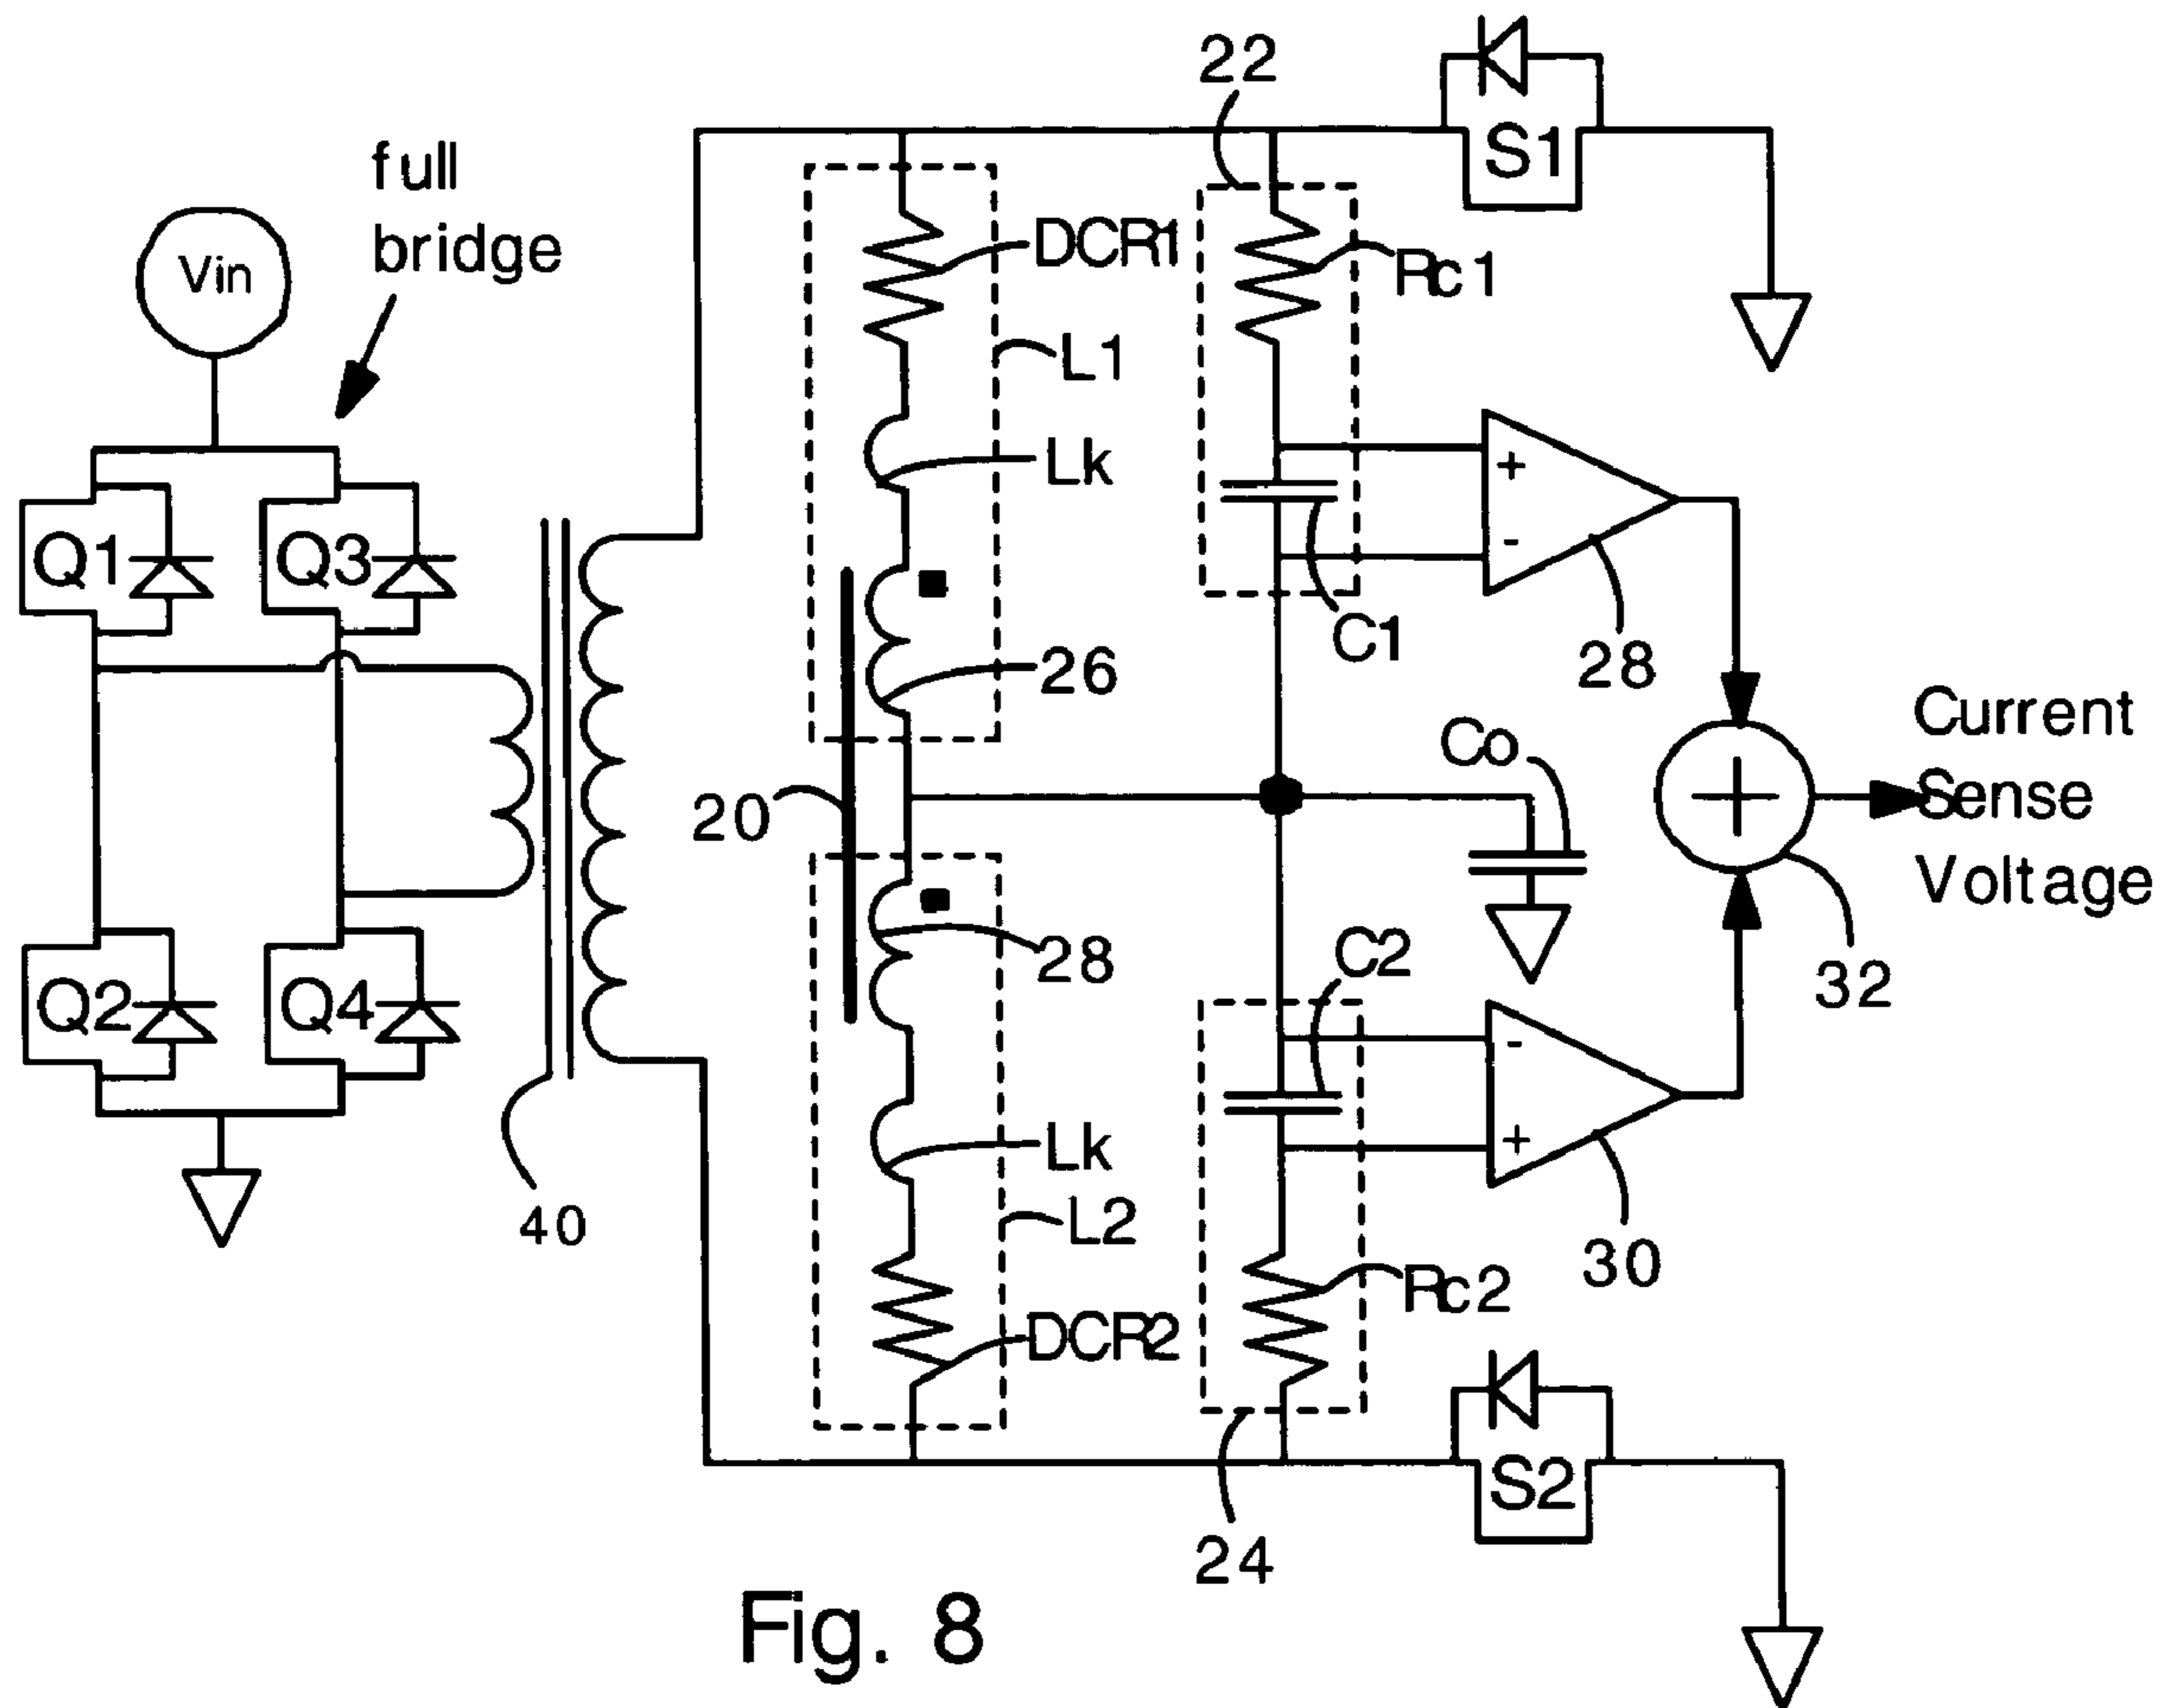 22
S1
full
bridge
Vin
DCR1
Rc1
L1
Lk
+
-
Q1
Q3
C1
28
26
Current
Sense
Voltage
Co
20
+
28
C2
32
-
Q2
Q4
+
Lk
L2
40
30
Rc2
DCR2
S2
24
Fig. 8